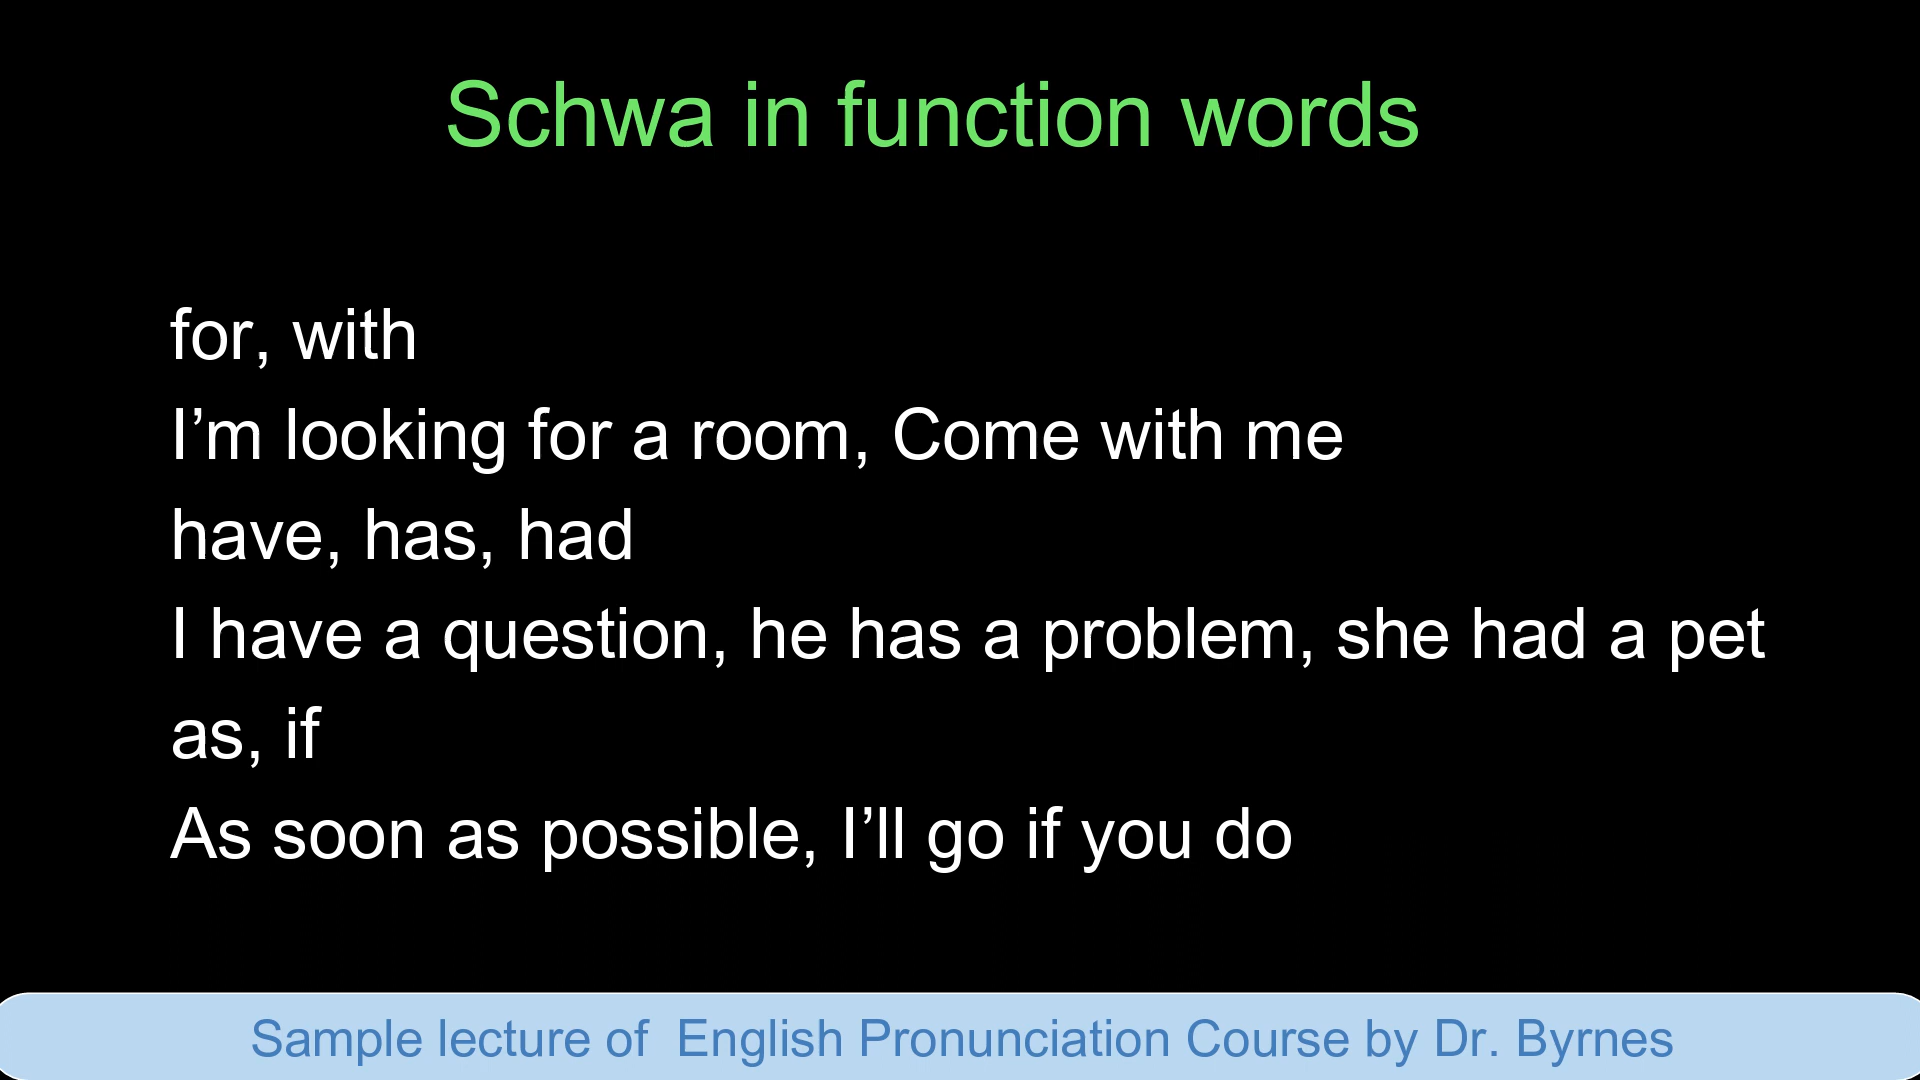 Schwa in function words
for, with
I’m looking for a room, Come with me
have, has, had
I have a question, he has a problem, she had a pet
as, if
As soon as possible, I’ll go if you do
Sample lecture of  English Pronunciation Course by Dr. Byrnes